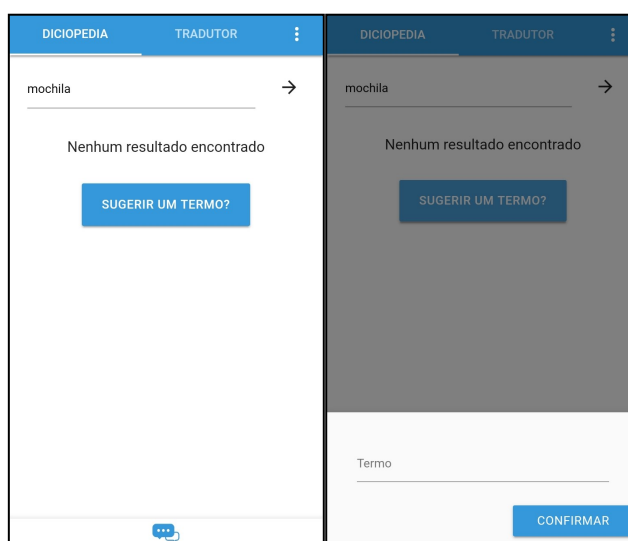 DICIOPEDIA TRADUTOR
mochila
Nenhum resultado encontrado
SUGERIR UM TERMO?
DICIOPEDIA TRADUTOR
mochila
Nenhum resultado encontrado
SUGERIR UM TERMO?
Termo
CONFIRMAR